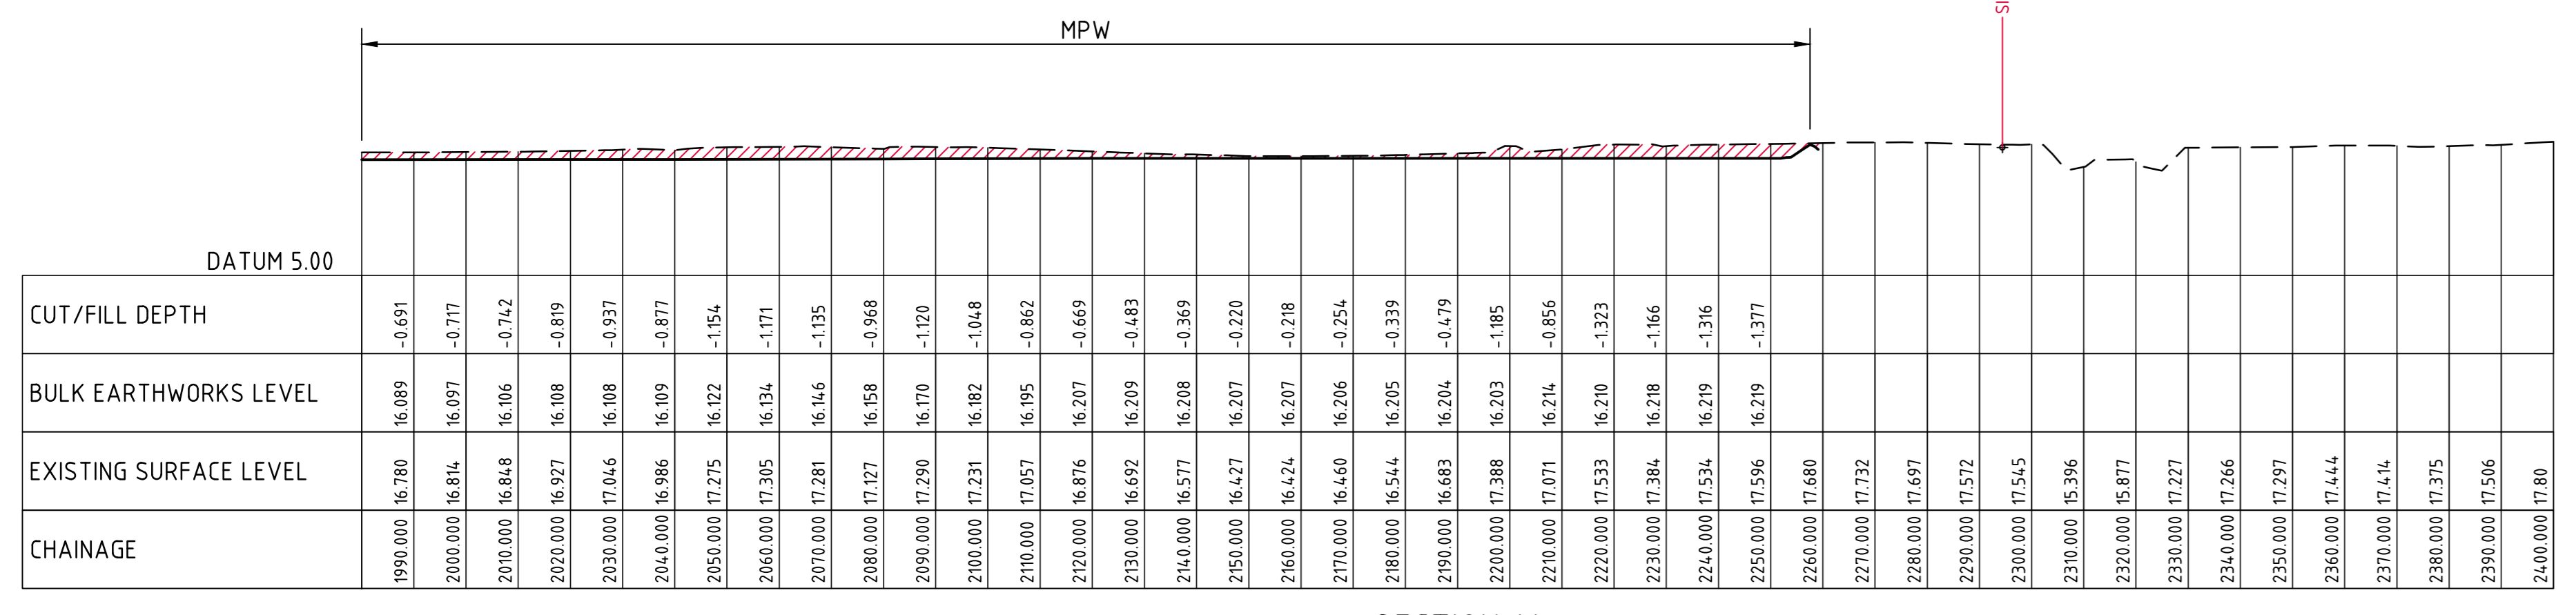 MPW
SI
DATUM 5.00
CUT/FILL DEPTH -0.691 -0.717 -0.742 -0.819 -0.937 -0.877 -1.154 -1.171 -1.135 -0.968 -1.120 -1.048 -0.862 -0.669 -0.483 -0.369 -0.220 -0.218 -0.254 -0.339 -0.479 -1.185 -0.856 -1.323 -1.166 -1.316 -1.377
BULK EARTHWORKS LEVEL 16.089 16.097 16.106 16.108 16.108 16.109 16.122 16.134 16.146 16.158 16.170 16.182 16.195 16.207 16.209 16.208 16.207 16.207 16.206 16.205 16.204 16.203 16.214 16.210 16.218 16.219 16.219
EXISTING SURFACE LEVEL 16.780 16.814 16.848 16.927 17.046 16.986 17.275 17.305 17.281 17.127 17.290 17.231 17.057 16.876 16.692 16.577 16.427 16.424 16.460 16.544 16.683 17.388 17.071 17.533 17.384 17.534 17.596 17.680 17.732 17.697 17.572 17.545 15.396 15.877 17.227 17.266 17.297 17.444 17.414 17.375 17.506 17.80
CHAINAGE 1990.000 2000.000 2010.000 2020.000 2030.000 2040.000 2050.000 2060.000 2070.000 2080.000 2090.000 2100.000 2110.000 2120.000 2130.000 2140.000 2150.000 2160.000 2170.000 2180.000 2190.000 2200.000 2210.000 2220.000 2230.000 2240.000 2250.000 2260.000 2270.000 2280.000 2290.000 2300.000 2310.000 2320.000 2330.000 2340.000 2350.000 2360.000 2370.000 2380.000 2390.000 2400.000